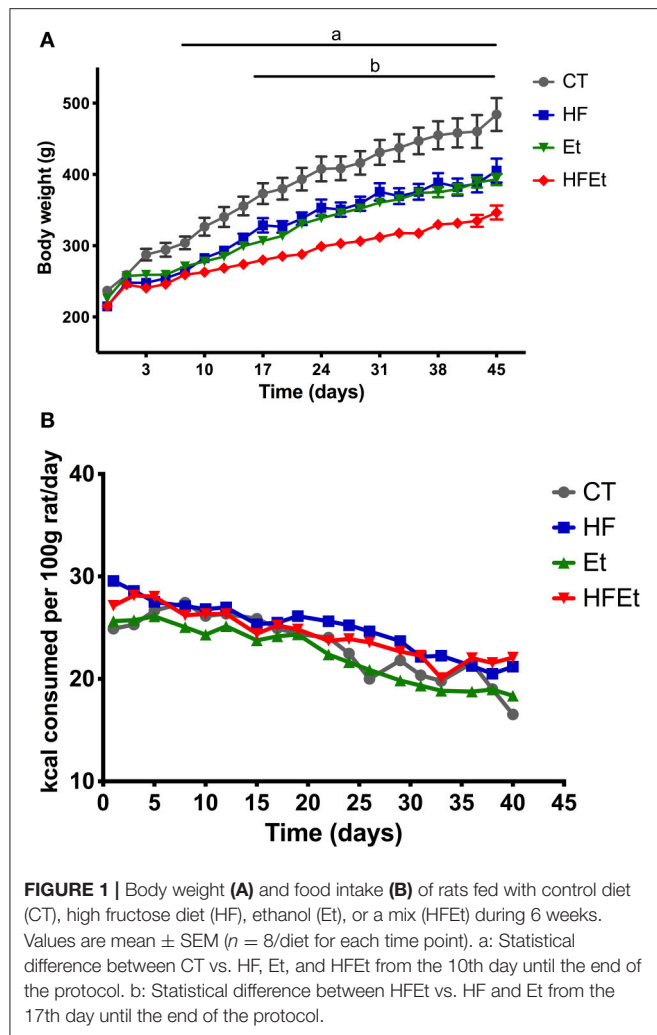 A
a
b
CT
HF
Et
HFEt
500
400
300
200
Body weight (g)
3 10 17 24 31 38 45
Time (days)
B
40
30
20
10
kcal consumed per 100g rat/day
CT
HF
Et
HFEt
0 5 10 15 20 25 30 35 40 45
Time (days)
FIGURE 1 | Body weight (A) and food intake (B) of rats fed with control diet
(CT), high fructose diet (HF), ethanol (Et), or a mix (HFEt) during 6 weeks.
Values are mean ± SEM (n = 8/diet for each time point). a: Statistical
difference between CT vs. HF, Et, and HFEt from the 10th day until the end of
the protocol. b: Statistical difference between HFEt vs. HF and Et from the
17th day until the end of the protocol.